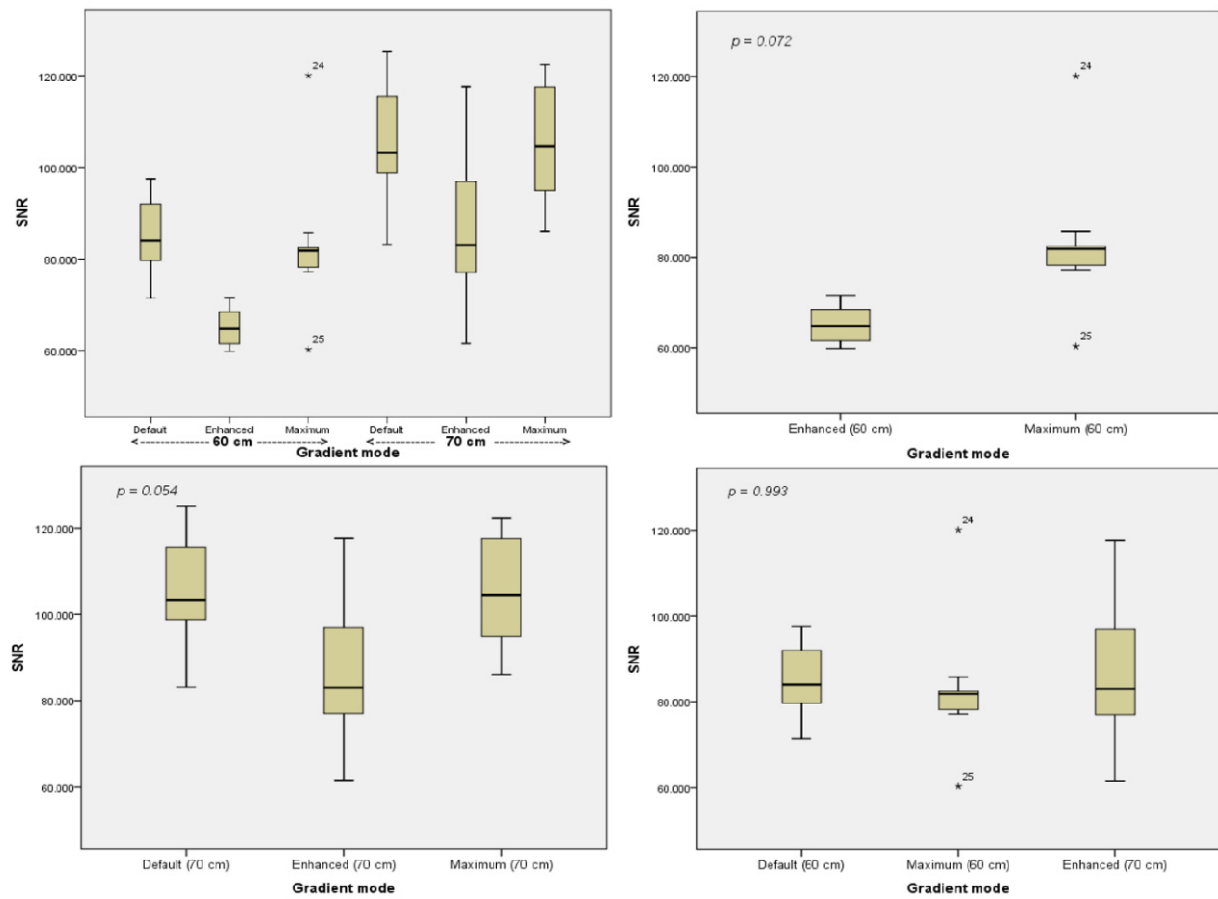 120.000
100.000
80.000
60.000
SNR
24
25
Default Enhanced Maximum Default Enhanced Maximum
60 cm 70 cm
Gradient mode
p = 0.072
120.000
100.000
80.000
60.000
SNR
24
25
Enhanced (60 cm) Maximum (60 cm)
Gradient mode
p = 0.054
120.000
100.000
80.000
60.000
SNR
Default (70 cm) Enhanced (70 cm) Maximum (70 cm)
Gradient mode
p = 0.993
120.000
100.000
80.000
60.000
SNR
24
25
Default (60 cm) Maximum (60 cm) Enhanced (70 cm)
Gradient mode